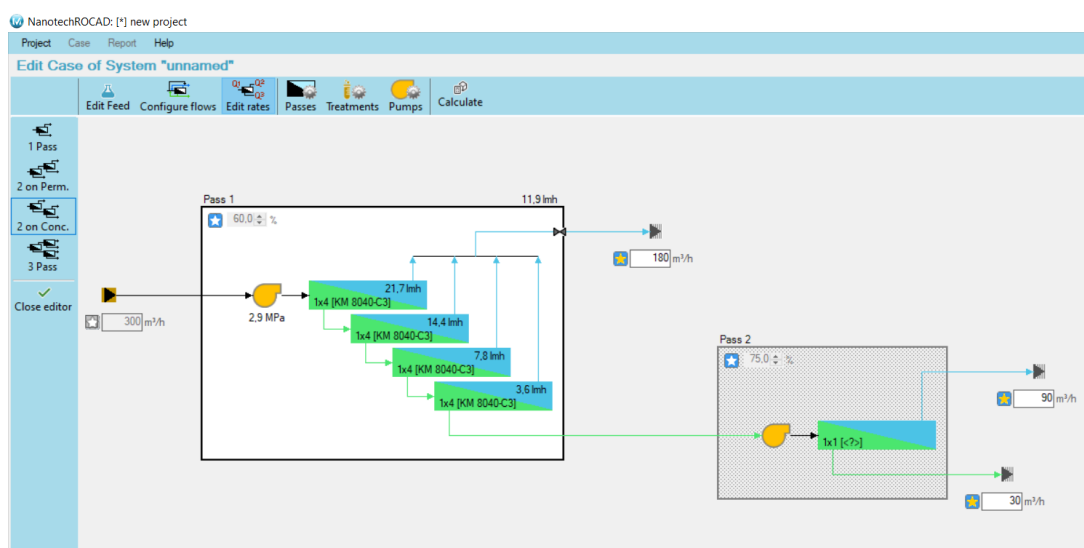 NanotechROCAD: [*] new project
Project Case Report Help
Edit Case of System "unnamed"
Edit Feed Configure flows Edit rates Passes Treatments Pumps Calculate
Q1 Q2 Q3
1 Pass
2 on Perm.
2 on Conc.
3 Pass
Close editor
Pass 1 11,9 lmh
60,0 %
180 m³/h
300 m³/h
2,9 MPa
21,7 lmh
1x4 [KM 8040-C3]
14,4 lmh
1x4 [KM 8040-C3]
7,8 lmh
1x4 [KM 8040-C3]
3,6 lmh
1x4 [KM 8040-C3]
Pass 2
75,0 %
90 m³/h
1x1 [<?>]
30 m³/h